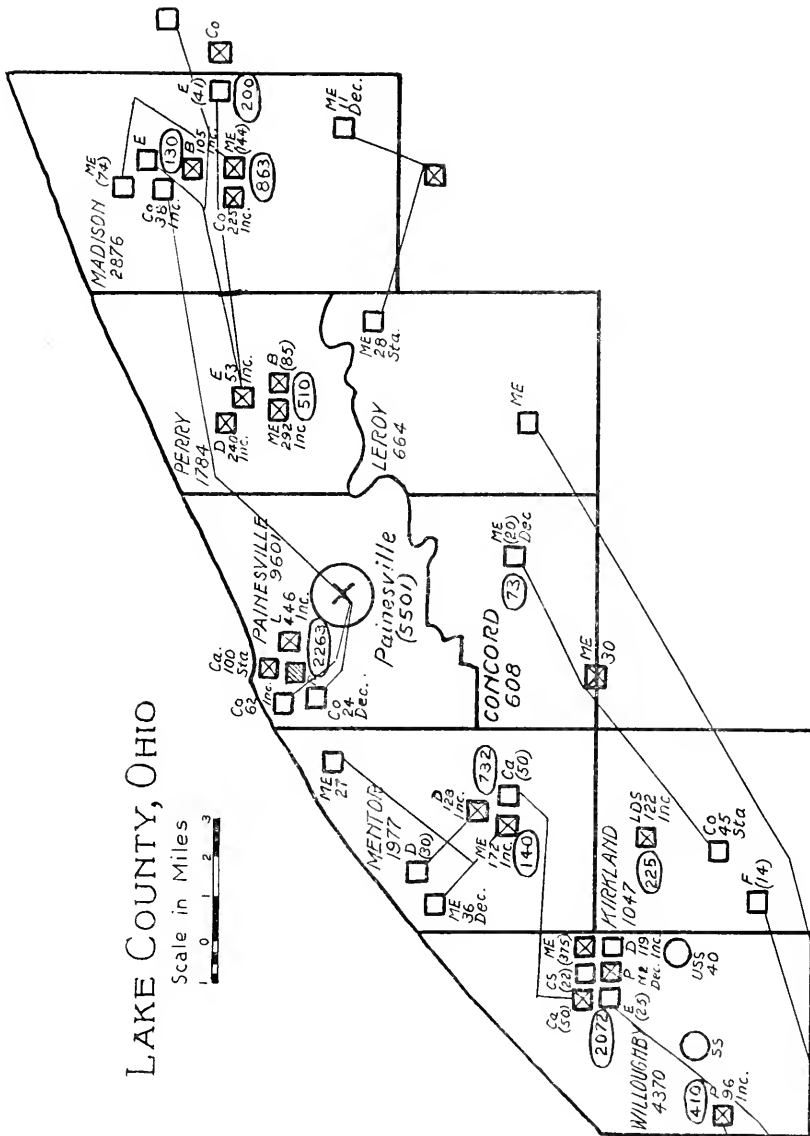 LAKE COUNTY, OHIO
Scale in Miles
1 0 1 2 3
MADISON
2876
ME
(74)
E
130
Co
38
Inc.
B
105
Inc.
Co
225
Inc.
ME
(144)
863
E
(41)
200
Co
ME
11
Dec.
PERRY
1784
D
240
Inc.
E
53
Inc.
ME
292
Inc
B
(85)
510
LEROY
664
ME
28
Sta.
ME
PAINESVILLE
9601
Ca.
100
Sta
L
446
Inc.
Co
62
Inc.
2263
Co
24
Dec.
Y
Painesville
(5501)
CONCORD
608
73
ME
(20)
Dec
ME
30
MENTOR
1977
ME
27
D
(30)
ME
36
Dec.
D
123
Inc.
732
ME
172
Inc.
140
Ca
(50)
KIRKLAND
1047
225
LDS
122
Inc
Co
45
Sta
F
(14)
WILLOUGHBY
4370
Ca
(50)
CS
(22)
ME
(375)
2072
E
(25)
P
Dec.
D
119
Inc
USS
40
SS
410
P
96
Inc.